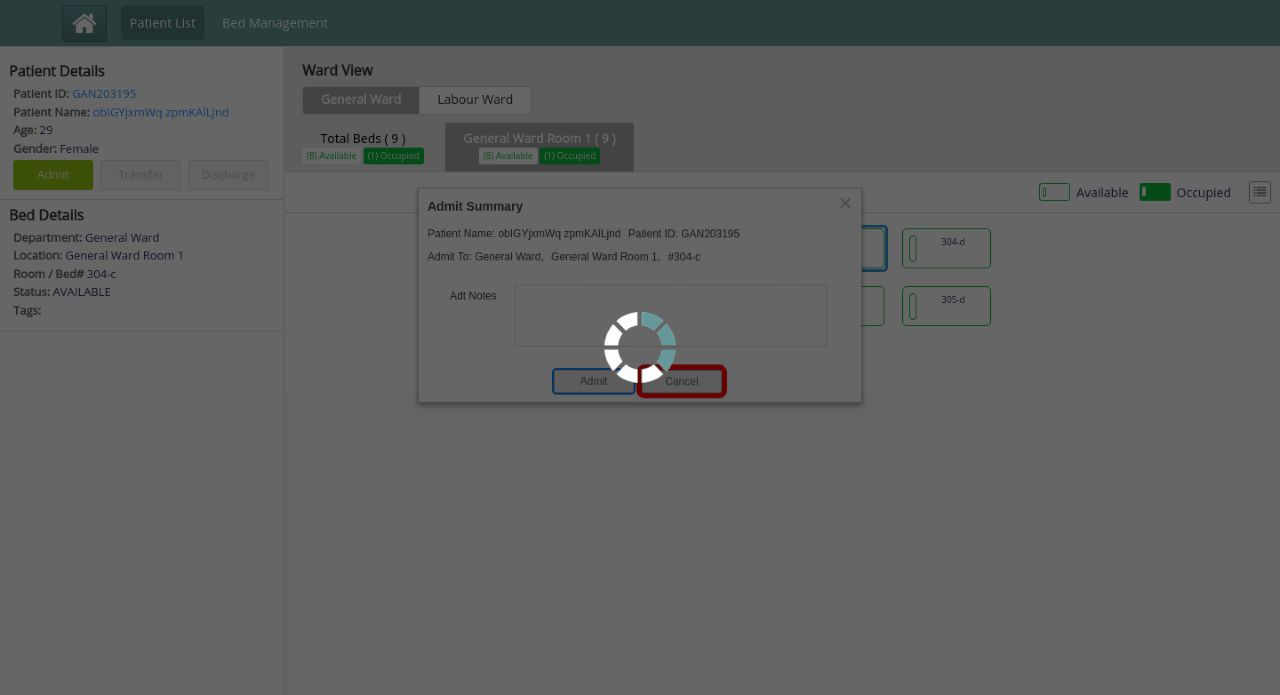 Patient List
Bed Management
Patient Details
Patient ID: GAN203195
Patient Name: obIGYjxmWq zpmKAlLjnd
Age: 29
Gender: Female
Admit
Transfer
Discharge
Bed Details
Department: General Ward
Location: General Ward Room 1
Room / Bed# 304-c
Status: AVAILABLE
Tags:
Ward View
General Ward
Labour Ward
Total Beds ( 9 )
(8) Available (1) Occupied
General Ward Room 1 ( 9 )
(8) Available (1) Occupied
Available
Occupied
304-d
305-d
Admit Summary
Patient Name: obIGYjxmWq zpmKAlLjnd Patient ID: GAN203195
Admit To: General Ward, General Ward Room 1, #304-c
Adt Notes
Admit
Cancel